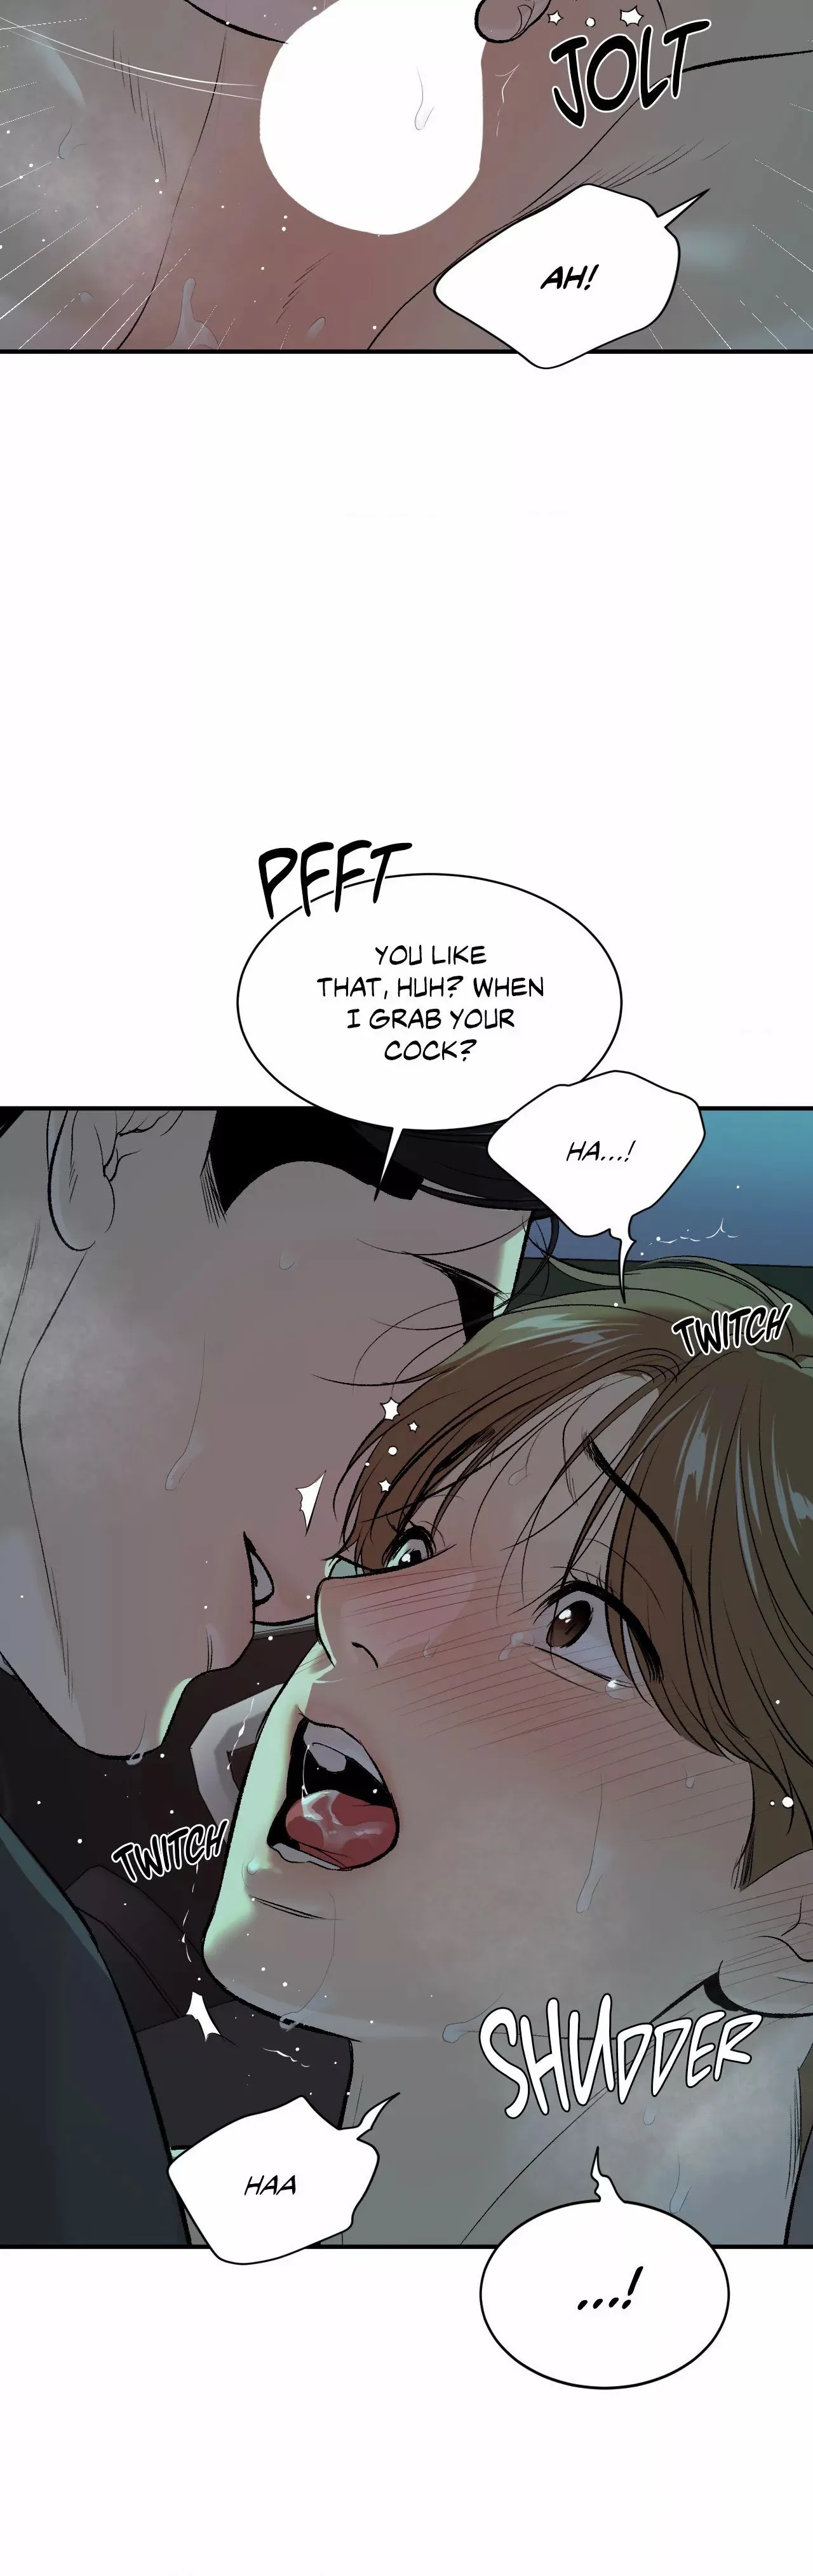 JOLT
AH!
PFFT
YOU LIKE
THAT, HUH? WHEN
I GRAB YOUR
COCK?
HA...!
TWITCH
TWITCH
SHUDDER
HAA
...!